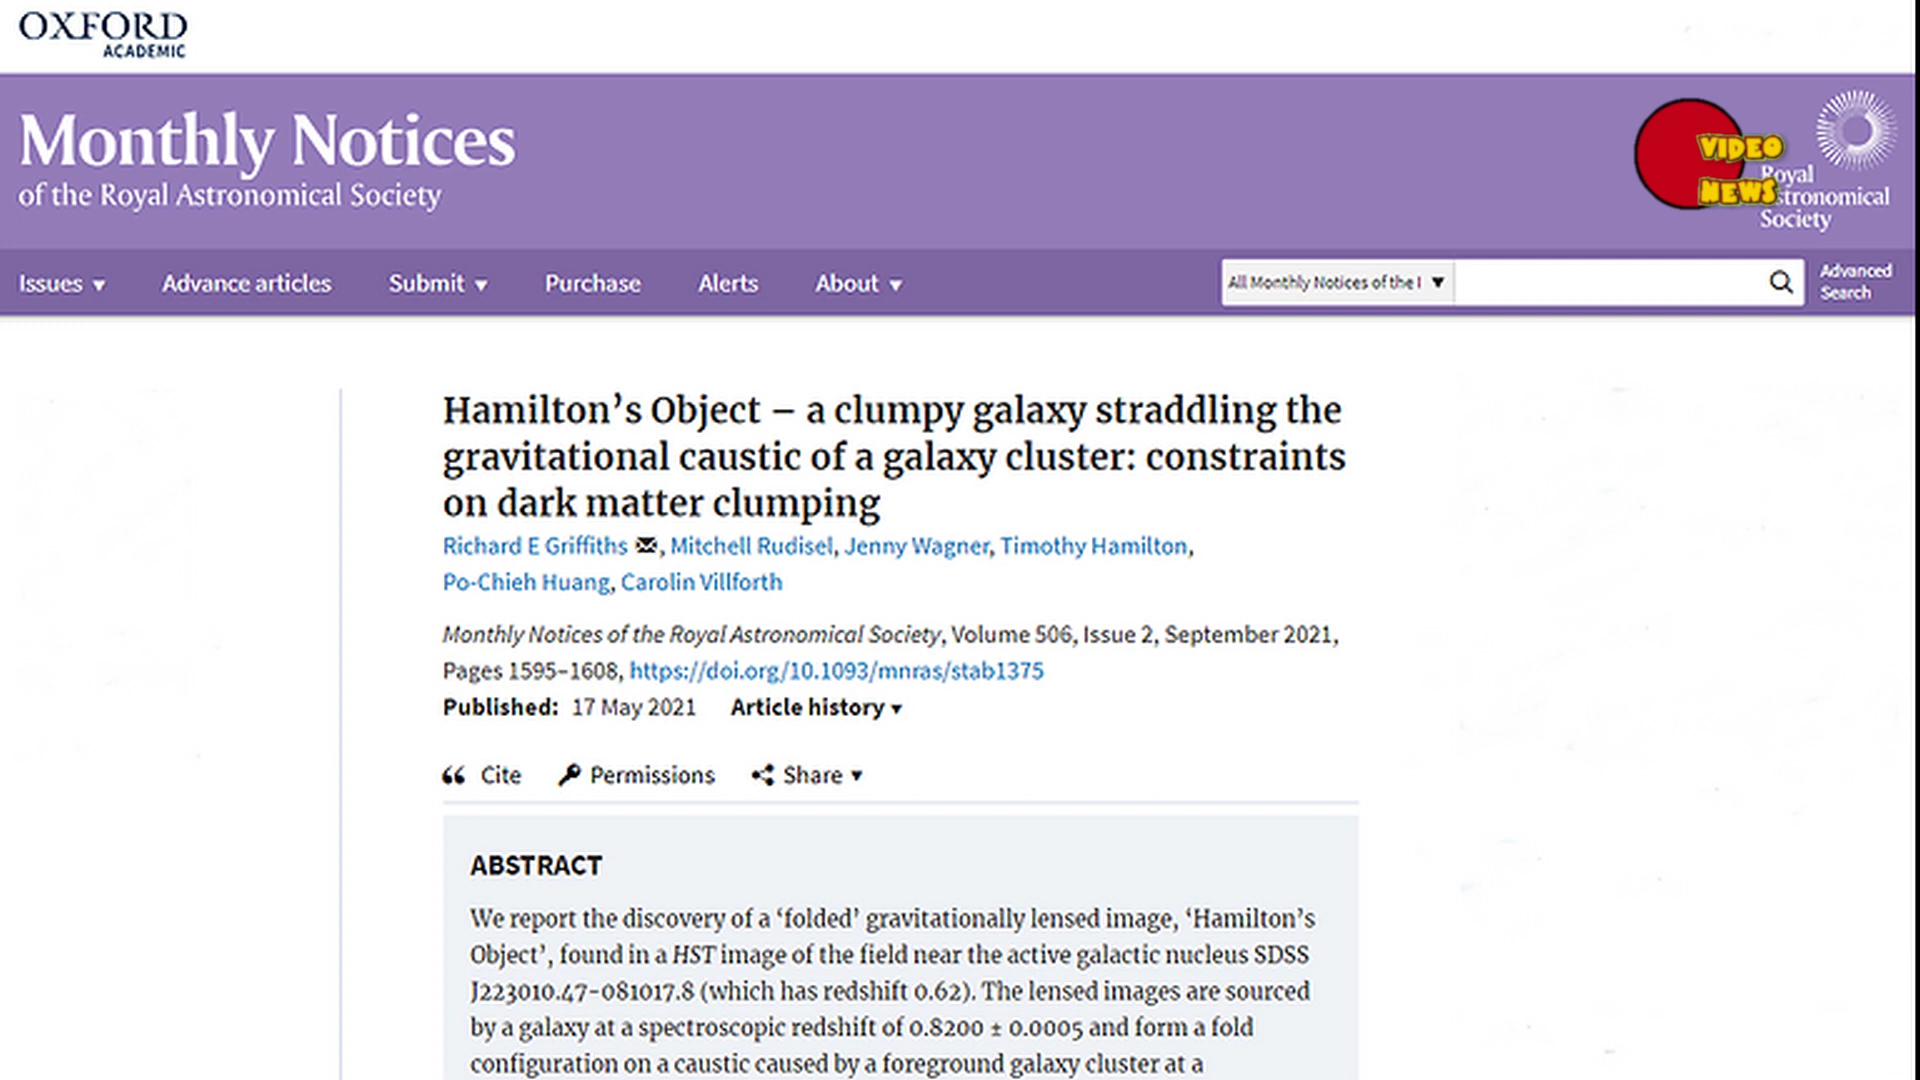 OXFORD
ACADEMIC
Monthly Notices
of the Royal Astronomical Society
VIDEO
NEWS
Royal
Astronomical
Society
Issues ▼ Advance articles Submit ▼ Purchase Alerts About ▼
All Monthly Notices of the ▼
Advanced
Search
Hamilton’s Object – a clumpy galaxy straddling the
gravitational caustic of a galaxy cluster: constraints
on dark matter clumping
Richard E Griffiths ✉, Mitchell Rudisel, Jenny Wagner, Timothy Hamilton,
Po-Chieh Huang, Carolin Villforth
Monthly Notices of the Royal Astronomical Society, Volume 506, Issue 2, September 2021,
Pages 1595–1608, https://doi.org/10.1093/mnras/stab1375
Published: 17 May 2021 Article history ▾
Cite Permissions Share ▾
ABSTRACT
We report the discovery of a ‘folded’ gravitationally lensed image, ‘Hamilton’s
Object’, found in a HST image of the field near the active galactic nucleus SDSS
J223010.47−081017.8 (which has redshift 0.62). The lensed images are sourced
by a galaxy at a spectroscopic redshift of 0.8200 ± 0.0005 and form a fold
configuration on a caustic caused by a foreground galaxy cluster at a